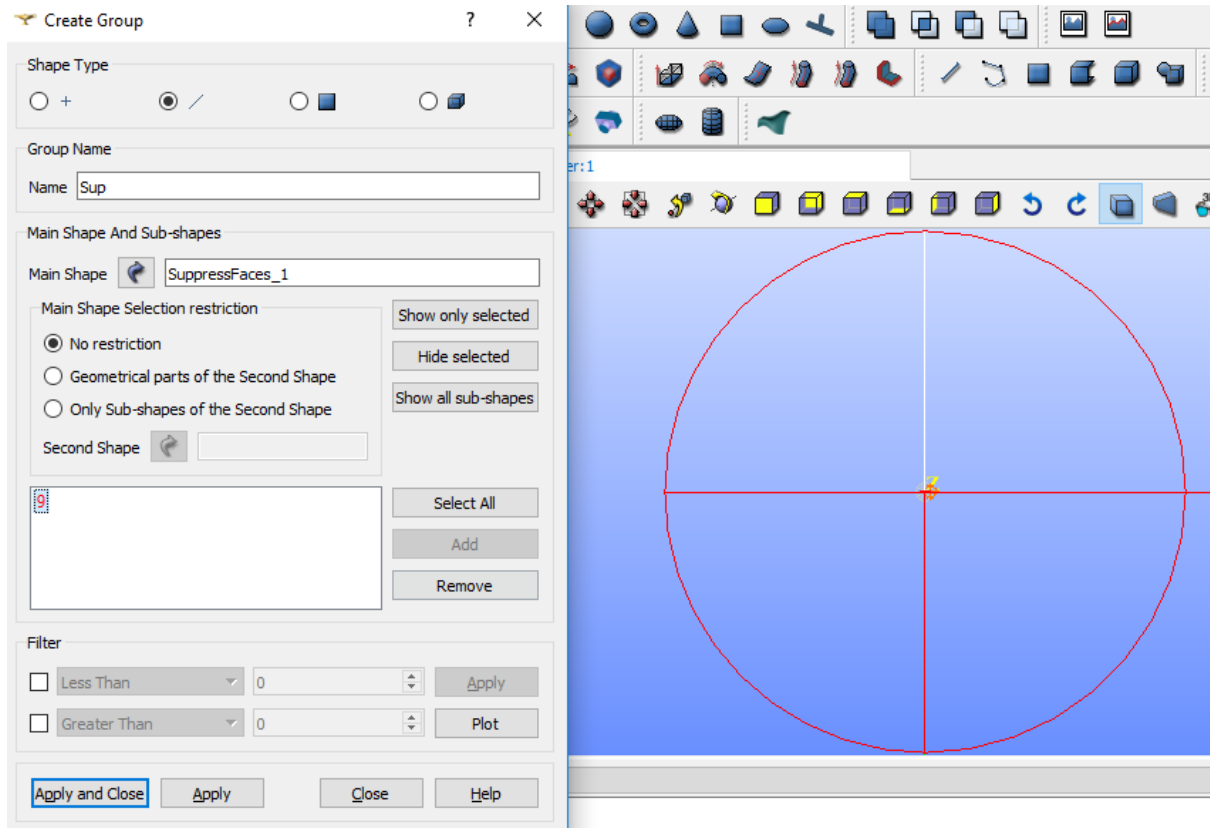 Create Group
?
Shape Type
Group Name
Name Sup
Main Shape And Sub-shapes
Main Shape SuppressFaces_1
Main Shape Selection restriction
No restriction
Geometrical parts of the Second Shape
Only Sub-shapes of the Second Shape
Second Shape
Show only selected
Hide selected
Show all sub-shapes
9
Select All
Add
Remove
Filter
Less Than 0 Apply
Greater Than 0 Plot
Apply and Close Apply Close Help
er:1